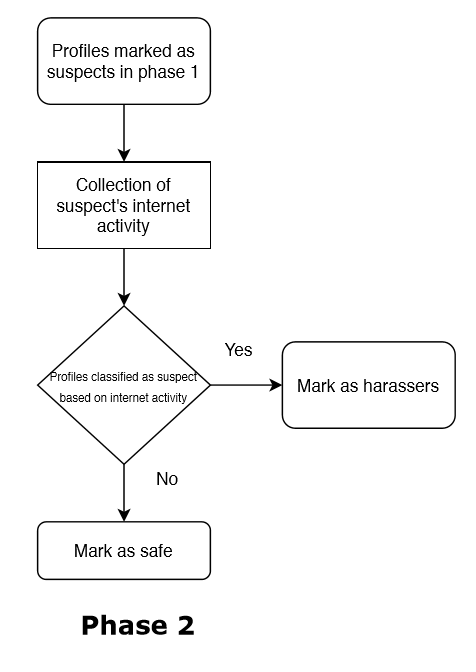 Profiles marked as
suspects in phase 1
Collection of
suspect's internet
activity
Profiles classified as suspect
based on internet activity
Yes
Mark as harassers
No
Mark as safe
Phase 2